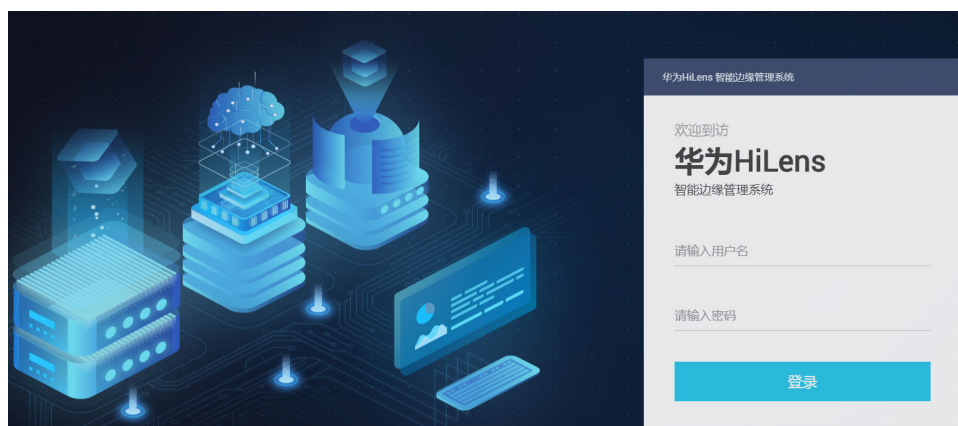 华为HiLens 智能边缘管理系统
欢迎到访
华为HiLens
智能边缘管理系统
请输入用户名
请输入密码
登录